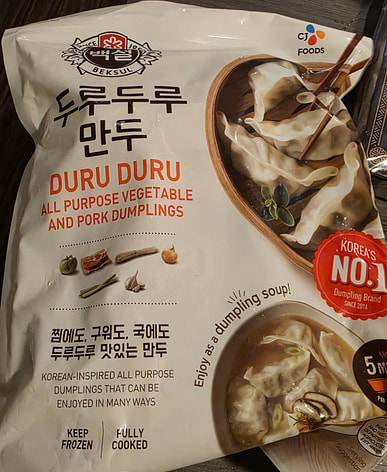 SINCE 19
백설
BEKSUL
CJ
FOODS
두루두루
만두
DURU DURU
ALL PURPOSE VEGETABLE
AND PORK DUMPLINGS
KOREA'S
NO.1
Dumpling Brand
SINCE 2016
Enjoy as a dumpling soup!
찜에도, 구워도, 국에도
두루두루 맛있는 만두
KOREAN-INSPIRED ALL PURPOSE
DUMPLINGS THAT CAN BE
ENJOYED IN MANY WAYS
5 M
KEEP
FROZEN
FULLY
COOKED